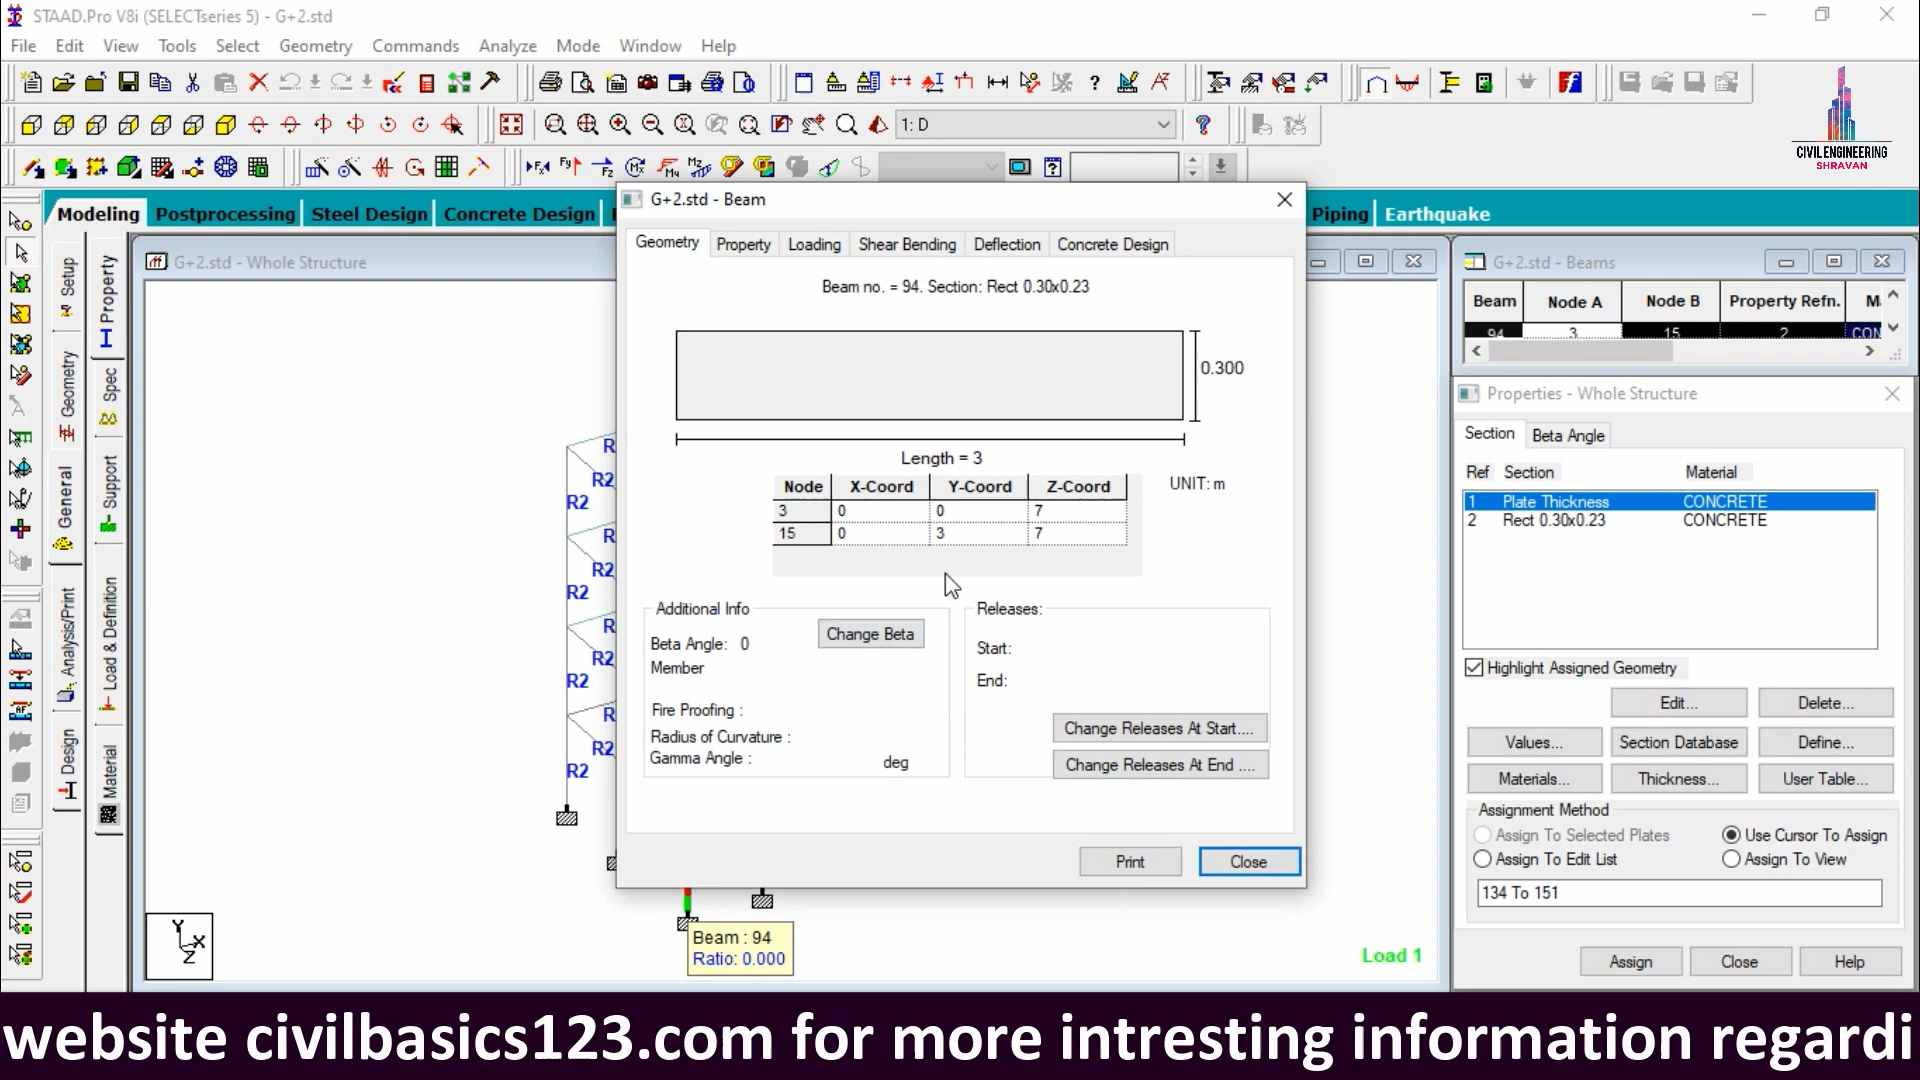 STAAD.Pro V8i (SELECTseries 5) - G+2.std
File Edit View Tools Select Geometry Commands Analyze Mode Window Help
1: D
CIVIL ENGINEERING
SHRAVAN
Modeling Postprocessing Steel Design Concrete Design Piping Earthquake
Setup
Geometry
General
Analysis/Print
Design
Property
Spec
Support
Load & Definition
Material
G+2.std - Whole Structure
R
R2
R2
R
R2
R2
R
R2
R2
R
R2
R2
Y
X
Z
Beam : 94
Ratio: 0.000
Load 1
G+2.std - Beam
Geometry Property Loading Shear Bending Deflection Concrete Design
Beam no. = 94. Section: Rect 0.30x0.23
0.300
Length = 3
UNIT: m
Node X-Coord Y-Coord Z-Coord
3 0 0 7
15 0 3 7
Additional Info
Beta Angle: 0 Change Beta
Member
Fire Proofing :
Radius of Curvature :
Gamma Angle : deg
Releases:
Start:
End:
Change Releases At Start....
Change Releases At End ....
Print Close
G+2.std - Beams
Beam Node A Node B Property Refn. M
94 3 15 2 CON
Properties - Whole Structure
Section Beta Angle
Ref Section Material
1 Plate Thickness CONCRETE
2 Rect 0.30x0.23 CONCRETE
Highlight Assigned Geometry
Edit... Delete...
Values... Section Database Define...
Materials... Thickness... User Table...
Assignment Method
Assign To Selected Plates Use Cursor To Assign
Assign To Edit List Assign To View
134 To 151
Assign Close Help
website civilbasics123.com for more intresting information regardi